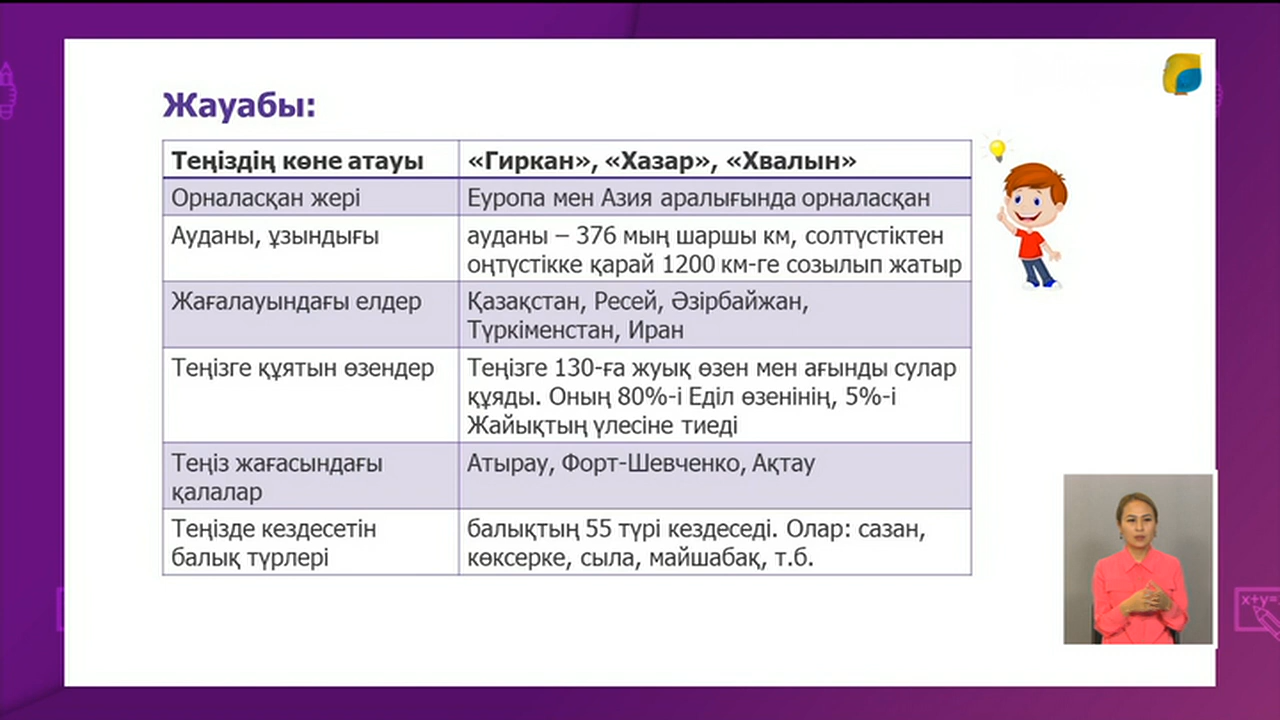 Жауабы:
Теңіздің көне атауы
«Гиркан», «Хазар», «Хвалын»
Орналасқан жері
Еуропа мен Азия аралығында орналасқан
Ауданы, ұзындығы
ауданы – 376 мың шаршы км, солтүстіктен
оңтүстікке қарай 1200 км-ге созылып жатыр
Жағалауындағы елдер
Қазақстан, Ресей, Әзірбайжан,
Түркіменстан, Иран
Теңізге құятын өзендер
Теңізге 130-ға жуық өзен мен ағынды сулар
құяды. Оның 80%-і Еділ өзенінің, 5%-і
Жайықтың үлесіне тиеді
Теңіз жағасындағы
қалалар
Атырау, Форт-Шевченко, Ақтау
Теңізде кездесетін
балық түрлері
балықтың 55 түрі кездеседі. Олар: сазан,
көксерке, сыла, майшабақ, т.б.
x+y=